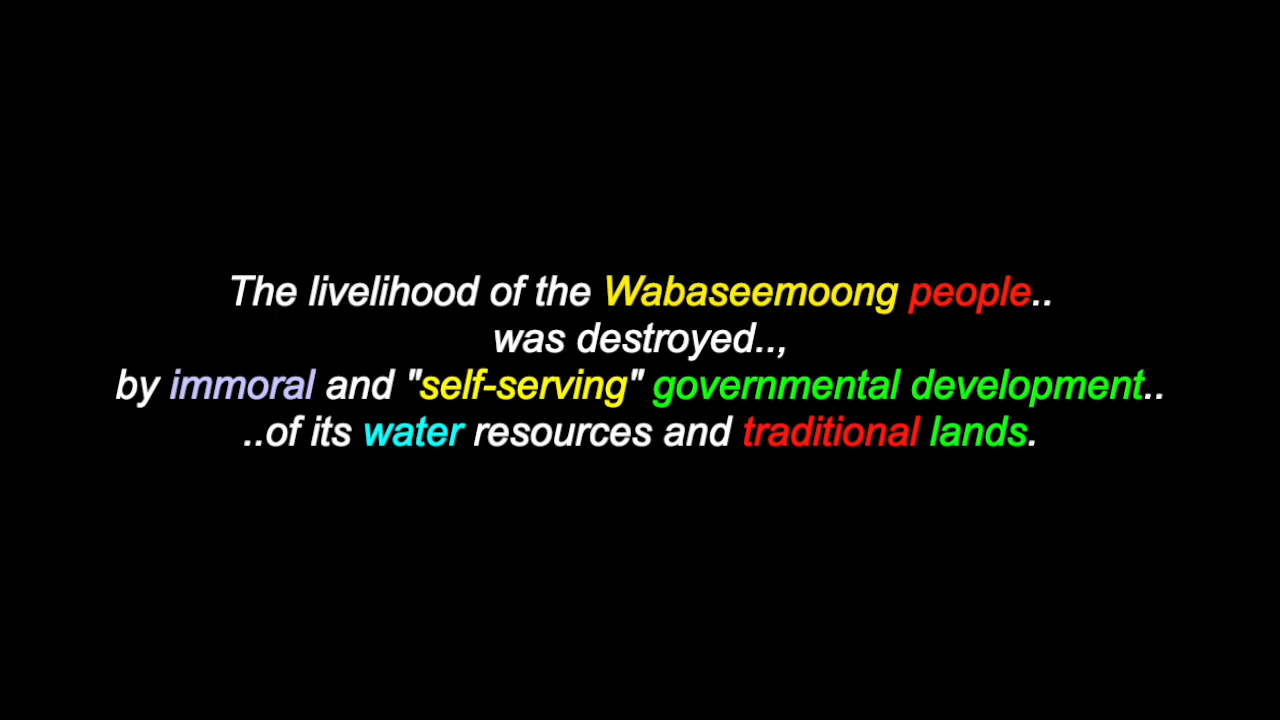 The livelihood of the Wabaseemoong people..
was destroyed..,
by immoral and "self-serving" governmental development..
..of its water resources and traditional lands.